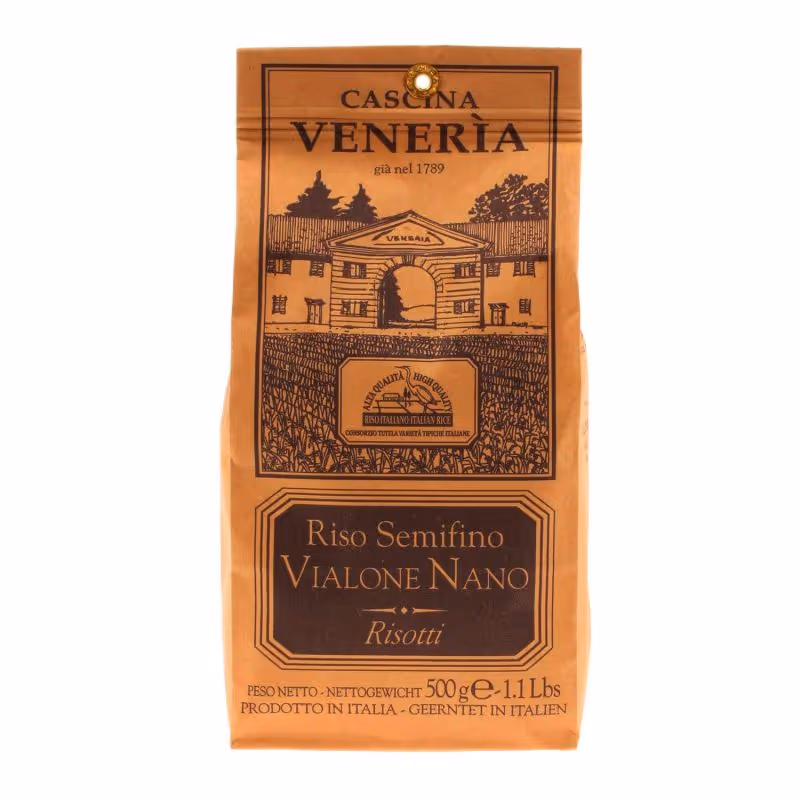 CASCINA
VENERÌA
già nel 1789
VENERIA
ALTA QUALITÀ HIGH QUALITY
RISO ITALIANO·ITALIAN RICE
CONSORZIO TUTELA VARIETÀ TIPICHE ITALIANE
Riso Semifino
VIALONE NANO
Risotti
PESO NETTO - NETTOGEWICHT 500 g e - 1.1 Lbs
PRODOTTO IN ITALIA - GEERNTET IN ITALIEN